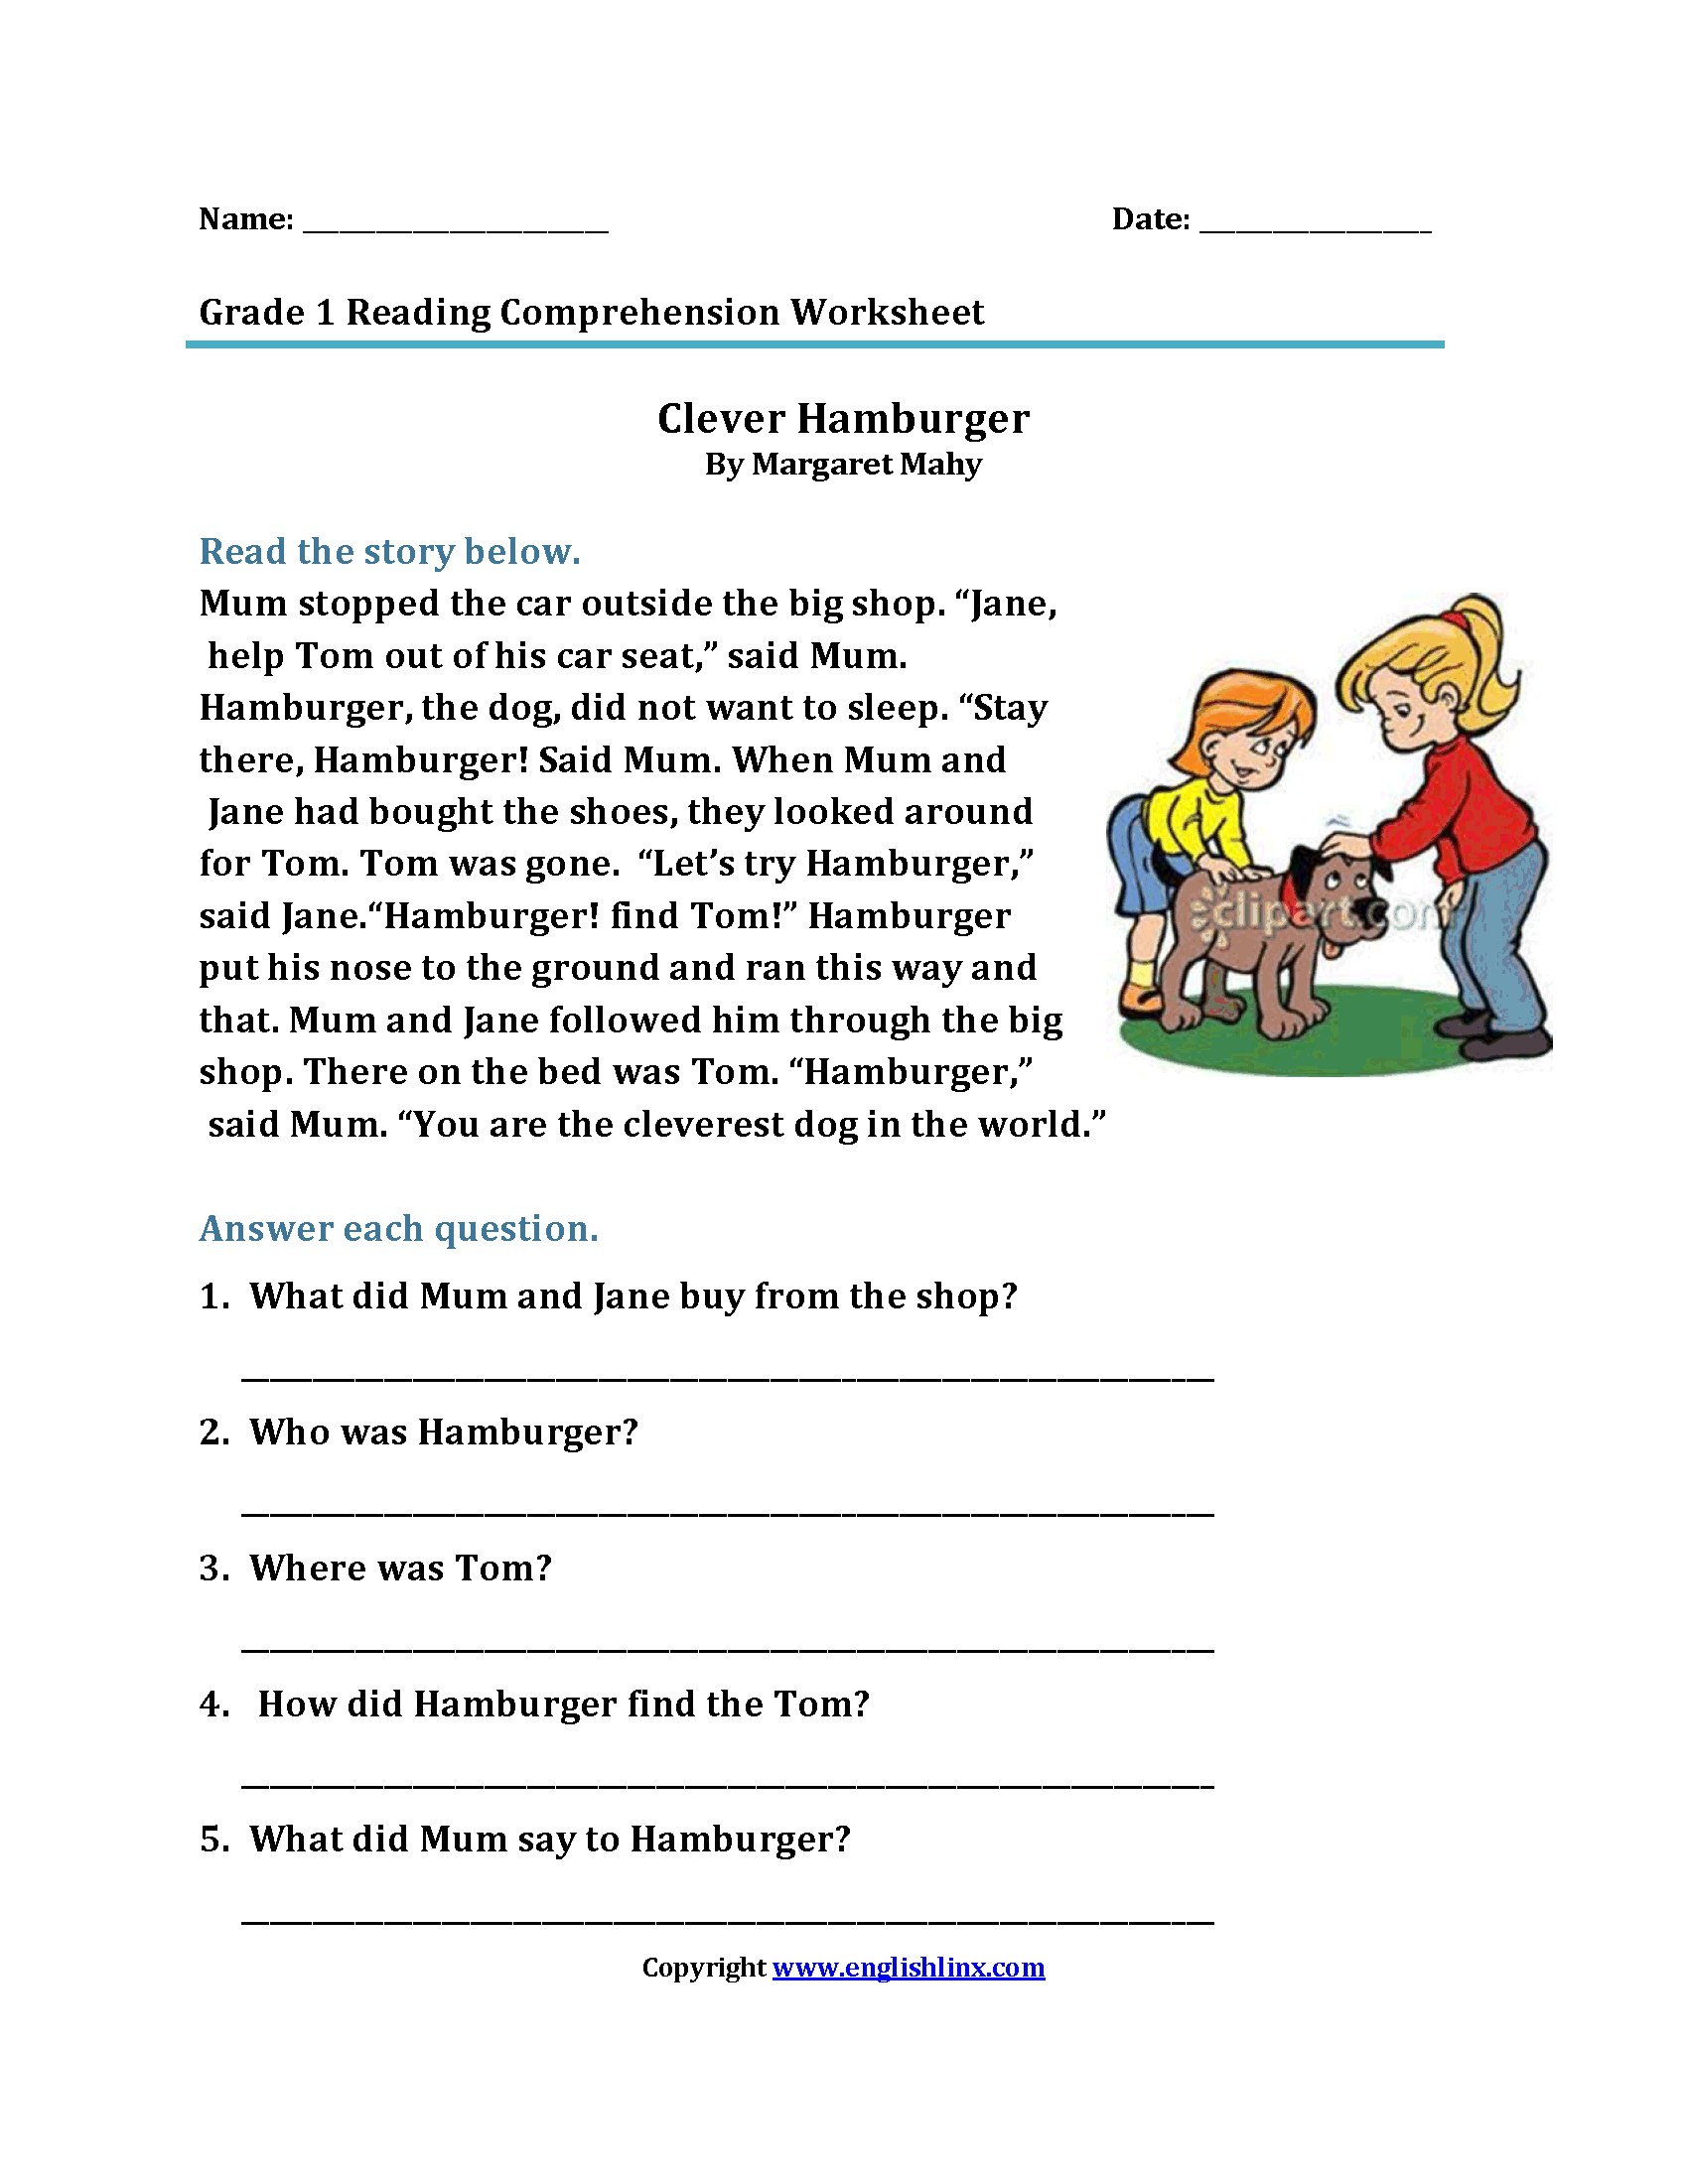 Name: ______________________ Date: _________________
Grade 1 Reading Comprehension Worksheet
Clever Hamburger
By Margaret Mahy
Read the story below.
Mum stopped the car outside the big shop. “Jane,
help Tom out of his car seat,” said Mum.
Hamburger, the dog, did not want to sleep. “Stay
there, Hamburger! Said Mum. When Mum and
Jane had bought the shoes, they looked around
for Tom. Tom was gone. “Let’s try Hamburger,”
said Jane.“Hamburger! find Tom!” Hamburger
put his nose to the ground and ran this way and
that. Mum and Jane followed him through the big
shop. There on the bed was Tom. “Hamburger,”
said Mum. “You are the cleverest dog in the world.”
clipart.com
Answer each question.
1. What did Mum and Jane buy from the shop?
2. Who was Hamburger?
3. Where was Tom?
4. How did Hamburger find the Tom?
5. What did Mum say to Hamburger?
Copyright www.englishlinx.com